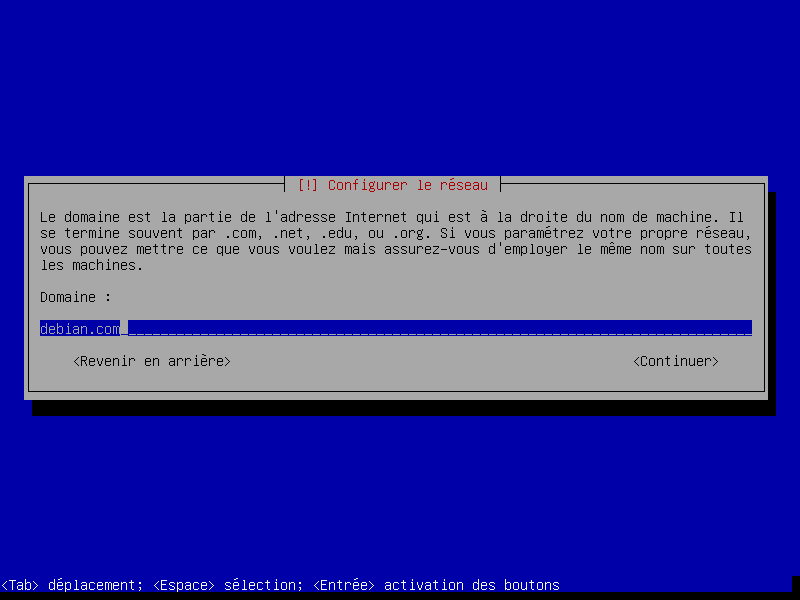 [!] Configurer le réseau
Le domaine est la partie de l'adresse Internet qui est à la droite du nom de machine. Il
se termine souvent par .com, .net, .edu, ou .org. Si vous paramétrez votre propre réseau,
vous pouvez mettre ce que vous voulez mais assurez-vous d'employer le même nom sur toutes
les machines.
Domaine :
debian.com
<Revenir en arrière> <Continuer>
<Tab> déplacement; <Espace> sélection; <Entrée> activation des boutons